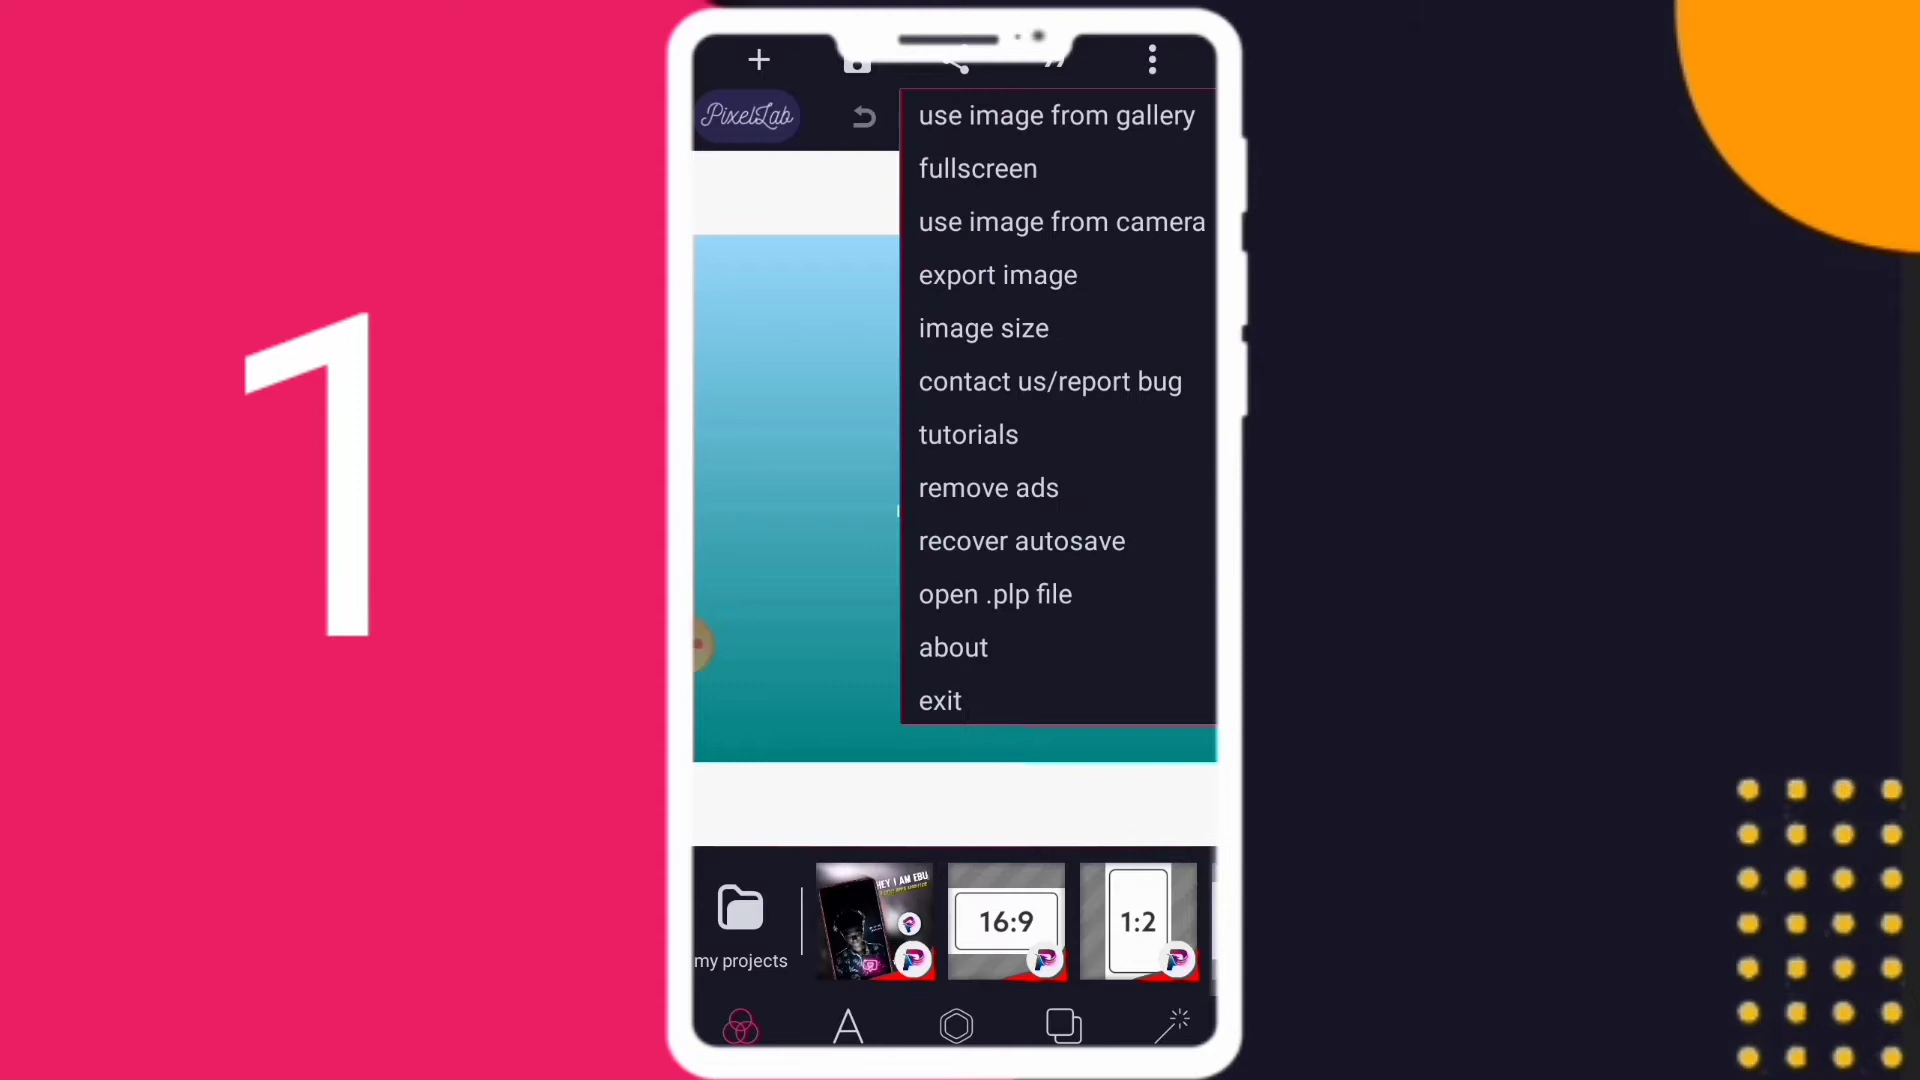 1
PixelLab
use image from gallery
fullscreen
use image from camera
export image
image size
contact us/report bug
tutorials
remove ads
recover autosave
open .plp file
about
exit
my projects
HEY I AM EBU
16:9
1:2
A